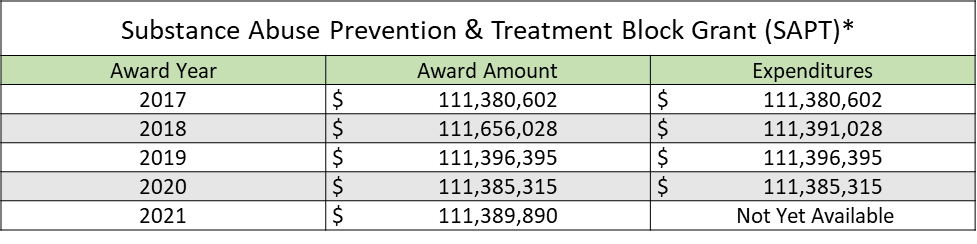 Substance Abuse Prevention & Treatment Block Grant (SAPT)*
Award Year Award Amount Expenditures
2017 $ 111,380,602 $ 111,380,602
2018 $ 111,656,028 $ 111,391,028
2019 $ 111,396,395 $ 111,396,395
2020 $ 111,385,315 $ 111,385,315
2021 $ 111,389,890 Not Yet Available